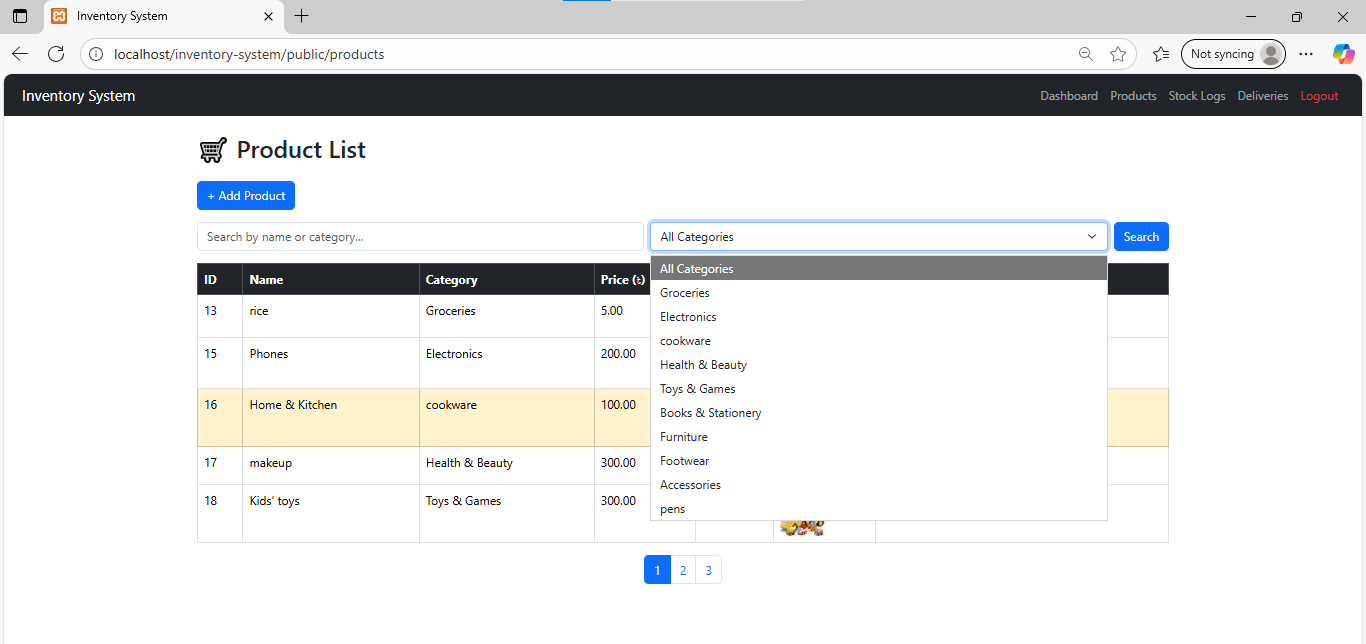 Inventory System
localhost/inventory-system/public/products
Not syncing
Inventory System
Dashboard Products Stock Logs Deliveries Logout
Product List
+ Add Product
Search by name or category...
All Categories
Search
ID Name Category Price (₺)
13 rice Groceries 5.00
15 Phones Electronics 200.00
16 Home & Kitchen cookware 100.00
17 makeup Health & Beauty 300.00
18 Kids' toys Toys & Games 300.00
All Categories
Groceries
Electronics
cookware
Health & Beauty
Toys & Games
Books & Stationery
Furniture
Footwear
Accessories
pens
1 2 3